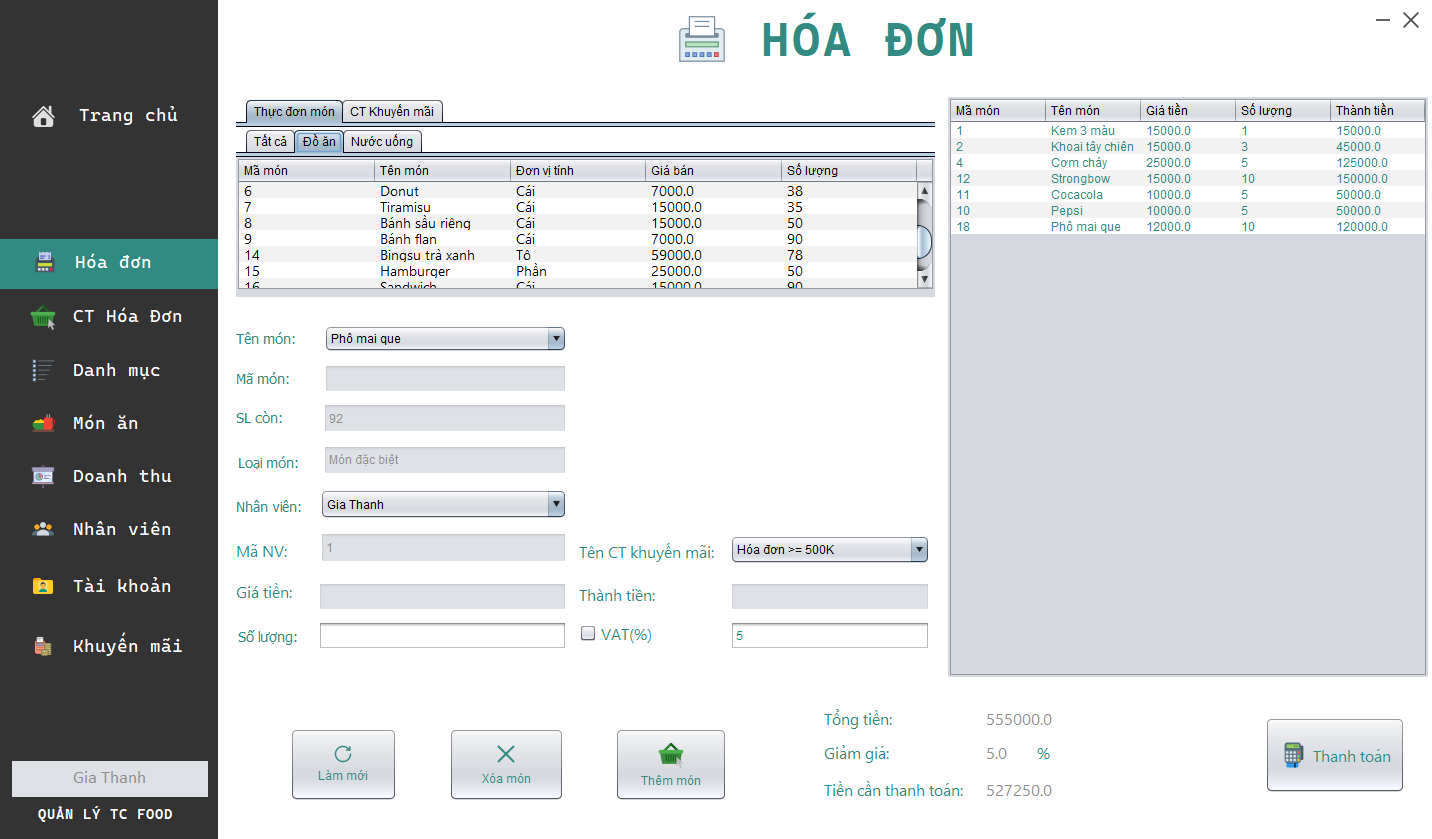 HÓA ĐƠN
Trang chủ
Hóa đơn
CT Hóa Đơn
Danh mục
Món ăn
Doanh thu
Nhân viên
Tài khoản
Khuyến mãi
Gia Thanh
QUẢN LÝ TC FOOD
Thực đơn món CT Khuyến mãi
Tất cả Đồ ăn Nước uống
Mã món Tên món Đơn vị tính Giá bán Số lượng
6 Donut Cái 7000.0 38
7 Tiramisu Cái 15000.0 35
8 Bánh sầu riêng Cái 15000.0 50
9 Bánh flan Cái 7000.0 90
14 Bingsu trà xanh Tô 59000.0 78
15 Hamburger Phần 25000.0 50
16 Sandwich Cái 15000.0 90
Tên món: Phô mai que
Mã món:
SL còn: 92
Loại món: Món đặc biệt
Nhân viên: Gia Thanh
Mã NV: 1
Tên CT khuyến mãi: Hóa đơn >= 500K
Giá tiền:
Thành tiền:
Số lượng:
VAT(%) 5
Làm mới
Xóa món
Thêm món
Mã món Tên món Giá tiền Số lượng Thành tiền
1 Kem 3 màu 15000.0 1 15000.0
2 Khoai tây chiên 15000.0 3 45000.0
4 Cơm cháy 25000.0 5 125000.0
12 Strongbow 15000.0 10 150000.0
11 Cocacola 10000.0 5 50000.0
10 Pepsi 10000.0 5 50000.0
18 Phô mai que 12000.0 10 120000.0
Tổng tiền: 555000.0
Giảm giá: 5.0 %
Tiền cần thanh toán: 527250.0
Thanh toán